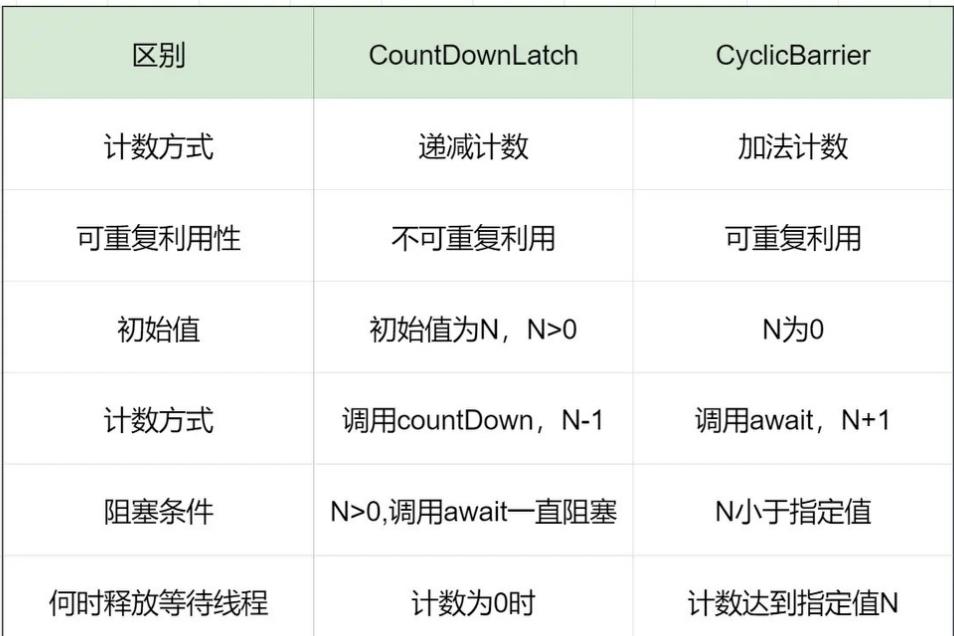 区别 CountDownLatch CyclicBarrier
计数方式 递减计数 加法计数
可重复利用性 不可重复利用 可重复利用
初始值 初始值为N，N>0 N为0
计数方式 调用countDown，N-1 调用await，N+1
阻塞条件 N>0,调用await一直阻塞 N小于指定值
何时释放等待线程 计数为0时 计数达到指定值N